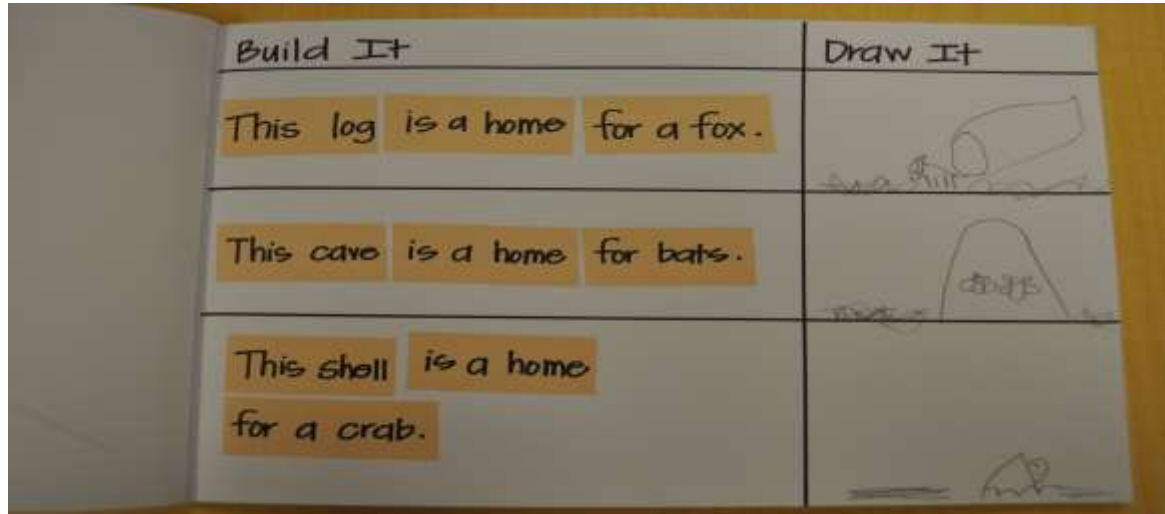 Build It
Draw It
This log is a home for a fox.
This cave is a home for bats.
This shell is a home
for a crab.